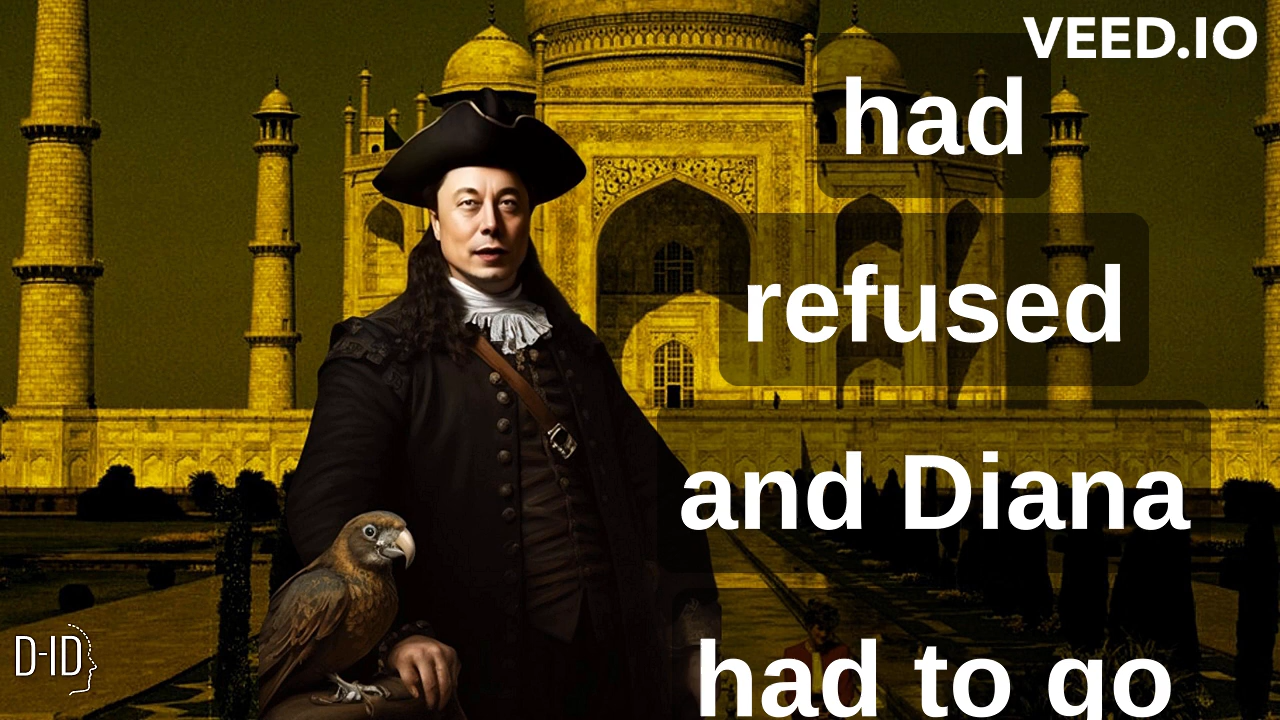 VEED.IO
had
refused
and Diana
had to go
D-ID